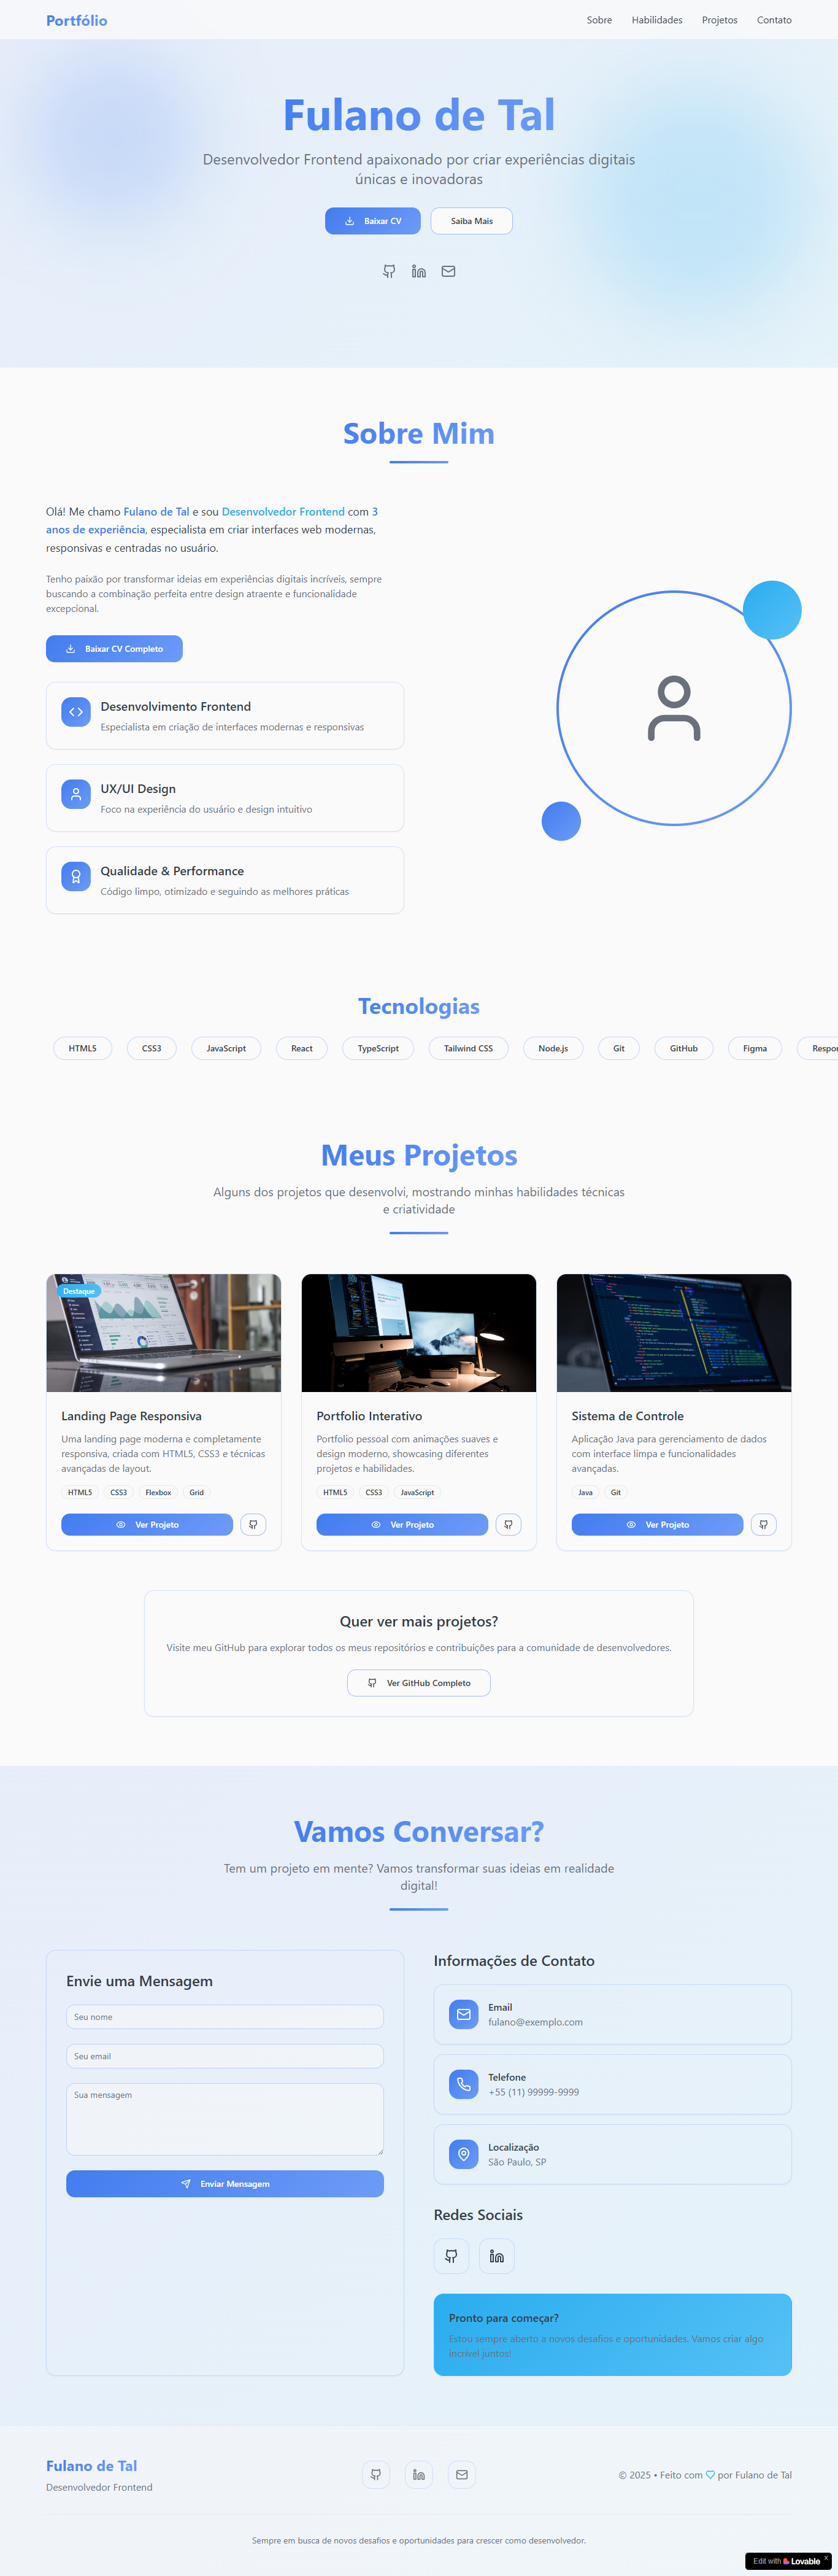 Portfólio
Sobre
Habilidades
Projetos
Contato
Fulano de Tal
Desenvolvedor Frontend apaixonado por criar experiências digitais
únicas e inovadoras
Baixar CV
Saiba Mais
Sobre Mim
Olá! Me chamo Fulano de Tal e sou Desenvolvedor Frontend com 3
anos de experiência, especialista em criar interfaces web modernas,
responsivas e centradas no usuário.
Tenho paixão por transformar ideias em experiências digitais incríveis, sempre
buscando a combinação perfeita entre design atraente e funcionalidade
excepcional.
Baixar CV Completo
Desenvolvimento Frontend
Especialista em criação de interfaces modernas e responsivas
UX/UI Design
Foco na experiência do usuário e design intuitivo
Qualidade & Performance
Código limpo, otimizado e seguindo as melhores práticas
Tecnologias
HTML5
CSS3
JavaScript
React
TypeScript
Tailwind CSS
Node.js
Git
GitHub
Figma
Respon
Meus Projetos
Alguns dos projetos que desenvolvi, mostrando minhas habilidades técnicas
e criatividade
Destaque
Landing Page Responsiva
Uma landing page moderna e completamente
responsiva, criada com HTML5, CSS3 e técnicas
avançadas de layout.
HTML5
CSS3
Flexbox
Grid
Ver Projeto
Portfolio Interativo
Portfolio pessoal com animações suaves e
design moderno, showcasing diferentes
projetos e habilidades.
HTML5
CSS3
JavaScript
Ver Projeto
Sistema de Controle
Aplicação Java para gerenciamento de dados
com interface limpa e funcionalidades
avançadas.
Java
Git
Ver Projeto
Quer ver mais projetos?
Visite meu GitHub para explorar todos os meus repositórios e contribuições para a comunidade de desenvolvedores.
Ver GitHub Completo
Vamos Conversar?
Tem um projeto em mente? Vamos transformar suas ideias em realidade
digital!
Envie uma Mensagem
Seu nome
Seu email
Sua mensagem
Enviar Mensagem
Informações de Contato
Email
fulano@exemplo.com
Telefone
+55 (11) 99999-9999
Localização
São Paulo, SP
Redes Sociais
Pronto para começar?
Estou sempre aberto a novos desafios e oportunidades. Vamos criar algo
incrível juntos!
Fulano de Tal
Desenvolvedor Frontend
© 2025 • Feito com por Fulano de Tal
Sempre em busca de novos desafios e oportunidades para crescer como desenvolvedor.
Edit with Lovable X